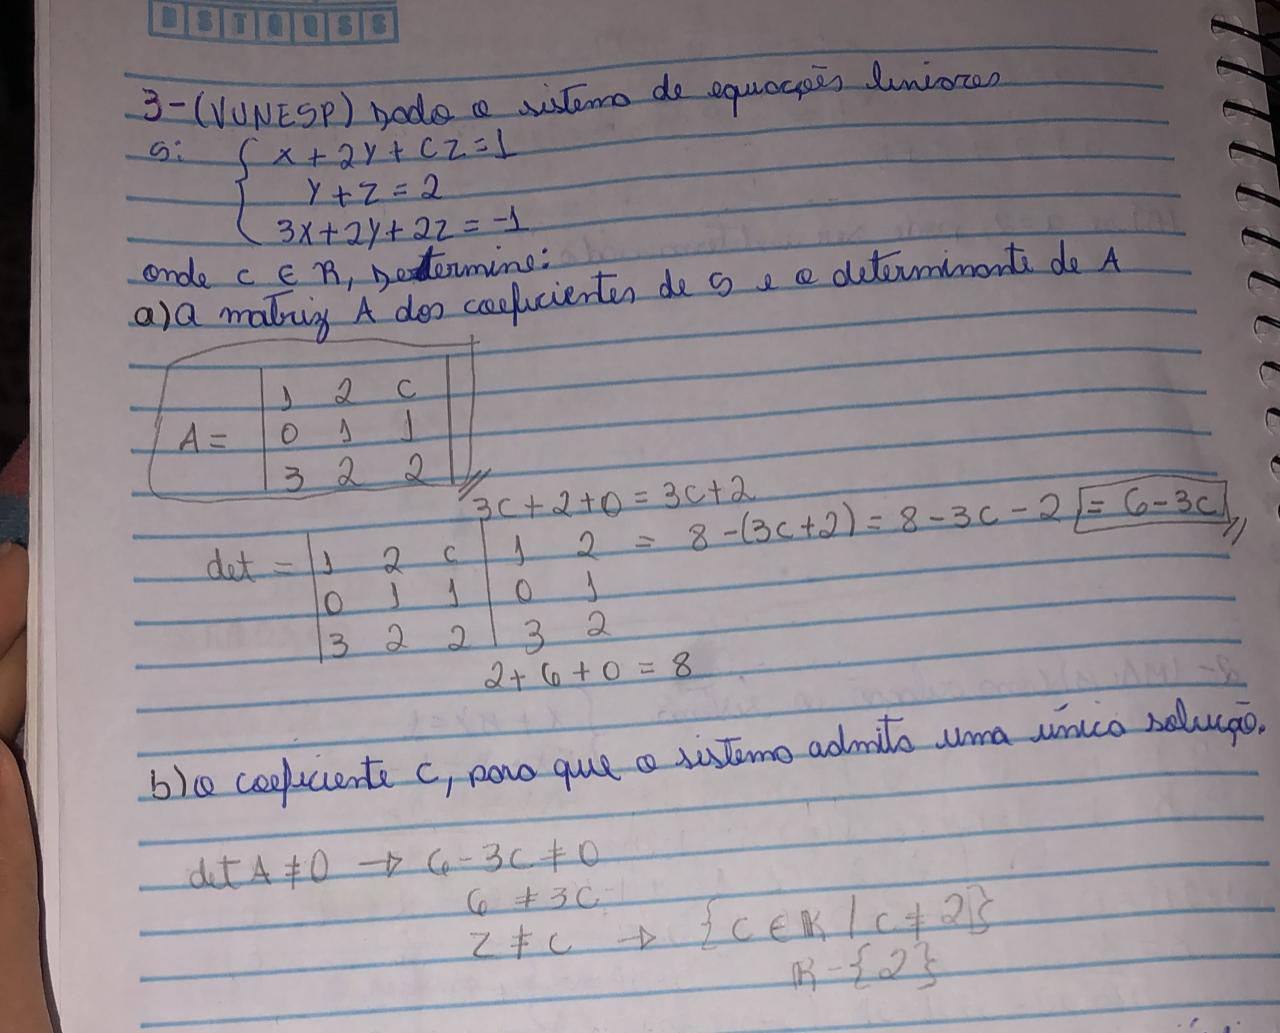 D S T Q Q S S
3-(VUNESP) Dado o sistema de equações lineares
S: { x + 2y + cz = 1
y + z = 2
3x + 2y + 2z = -1
onde c ∈ R, Determine:
a) a matriz A dos coeficientes de S e o determinante de A
A = | 1 2 c |
0 1 1
3 2 2
3c + 2 + 0 = 3c + 2
det = | 1 2 c | 1 2 = 8 - (3c + 2) = 8 - 3c - 2 = 6 - 3c
0 1 1 0 1
3 2 2 3 2
2 + 6 + 0 = 8
b) o coeficiente c, para que o sistema admita uma única solução.
det A ≠ 0 → 6 - 3c ≠ 0
6 ≠ 3c
2 ≠ c → {c ∈ R / c ≠ 2}
R - {2}